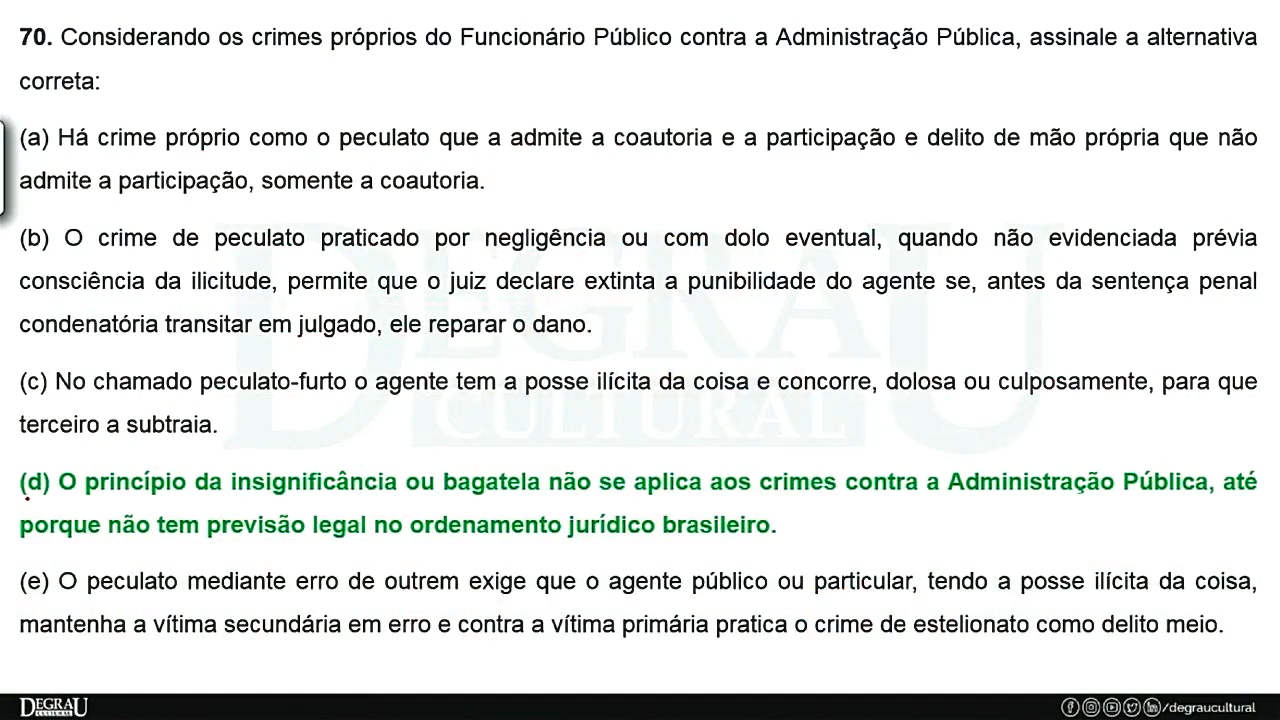 70. Considerando os crimes próprios do Funcionário Público contra a Administração Pública, assinale a alternativa
correta:
(a) Há crime próprio como o peculato que a admite a coautoria e a participação e delito de mão própria que não
admite a participação, somente a coautoria.
(b) O crime de peculato praticado por negligência ou com dolo eventual, quando não evidenciada prévia
consciência da ilicitude, permite que o juiz declare extinta a punibilidade do agente se, antes da sentença penal
condenatória transitar em julgado, ele reparar o dano.
(c) No chamado peculato-furto o agente tem a posse ilícita da coisa e concorre, dolosa ou culposamente, para que
terceiro a subtraia.
(d) O princípio da insignificância ou bagatela não se aplica aos crimes contra a Administração Pública, até
porque não tem previsão legal no ordenamento jurídico brasileiro.
(e) O peculato mediante erro de outrem exige que o agente público ou particular, tendo a posse ilícita da coisa,
mantenha a vítima secundária em erro e contra a vítima primária pratica o crime de estelionato como delito meio.
DEGRAU
CULTURAL
DEGRAU
CULTURAL
/degraucultural